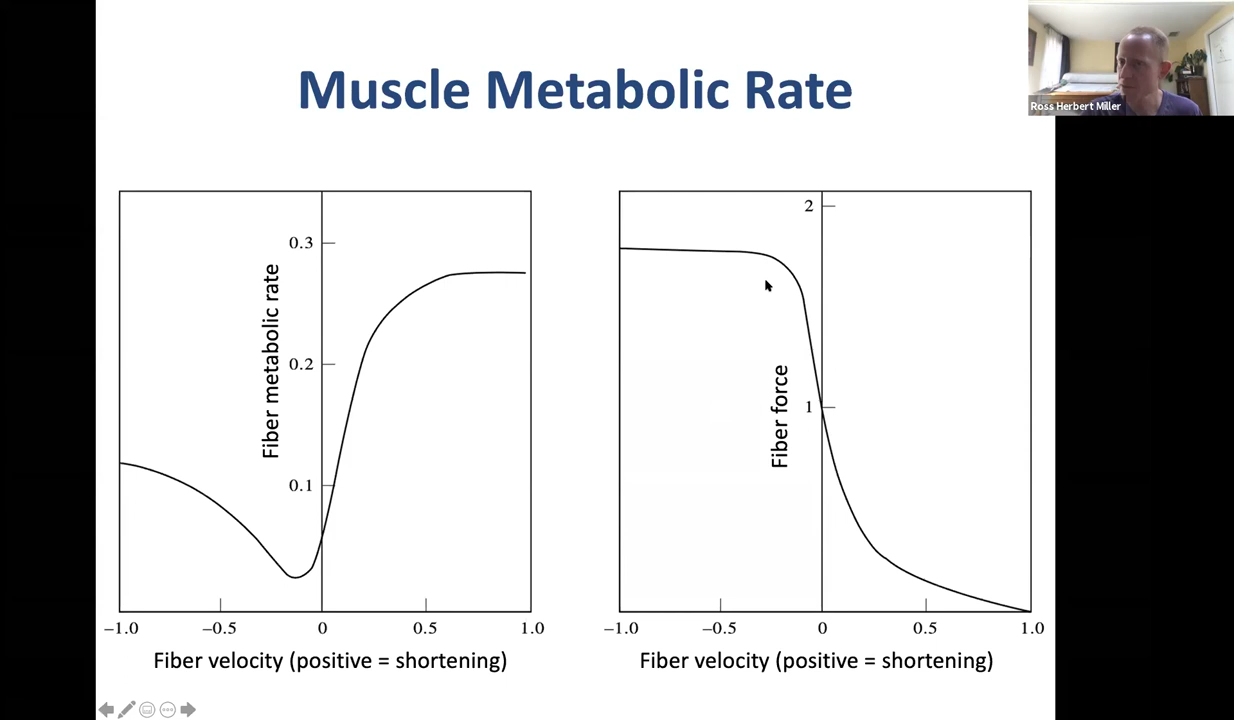 Muscle Metabolic Rate
Ross Herbert Miller
0.3
0.2
0.1
Fiber metabolic rate
−1.0 −0.5 0 0.5 1.0
Fiber velocity (positive = shortening)
2
1
Fiber force
−1.0 −0.5 0 0.5 1.0
Fiber velocity (positive = shortening)